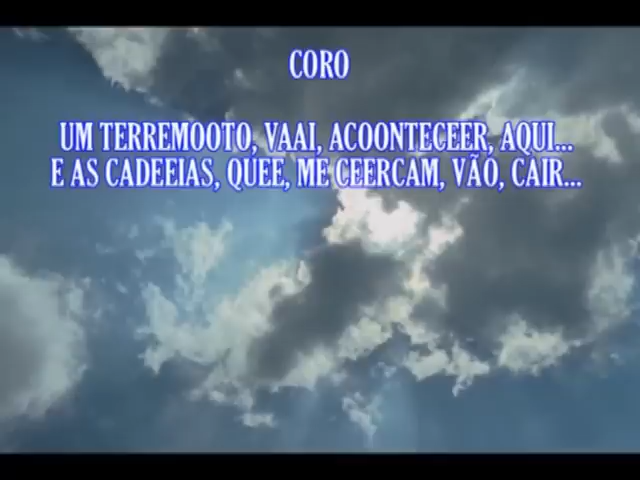 CORO
UM TERREMOOTO, VAAI, ACOONTECEER, AQUI...
E AS CADEEIAS, QUEE, ME CEERCAM, VÃO, CAIR...